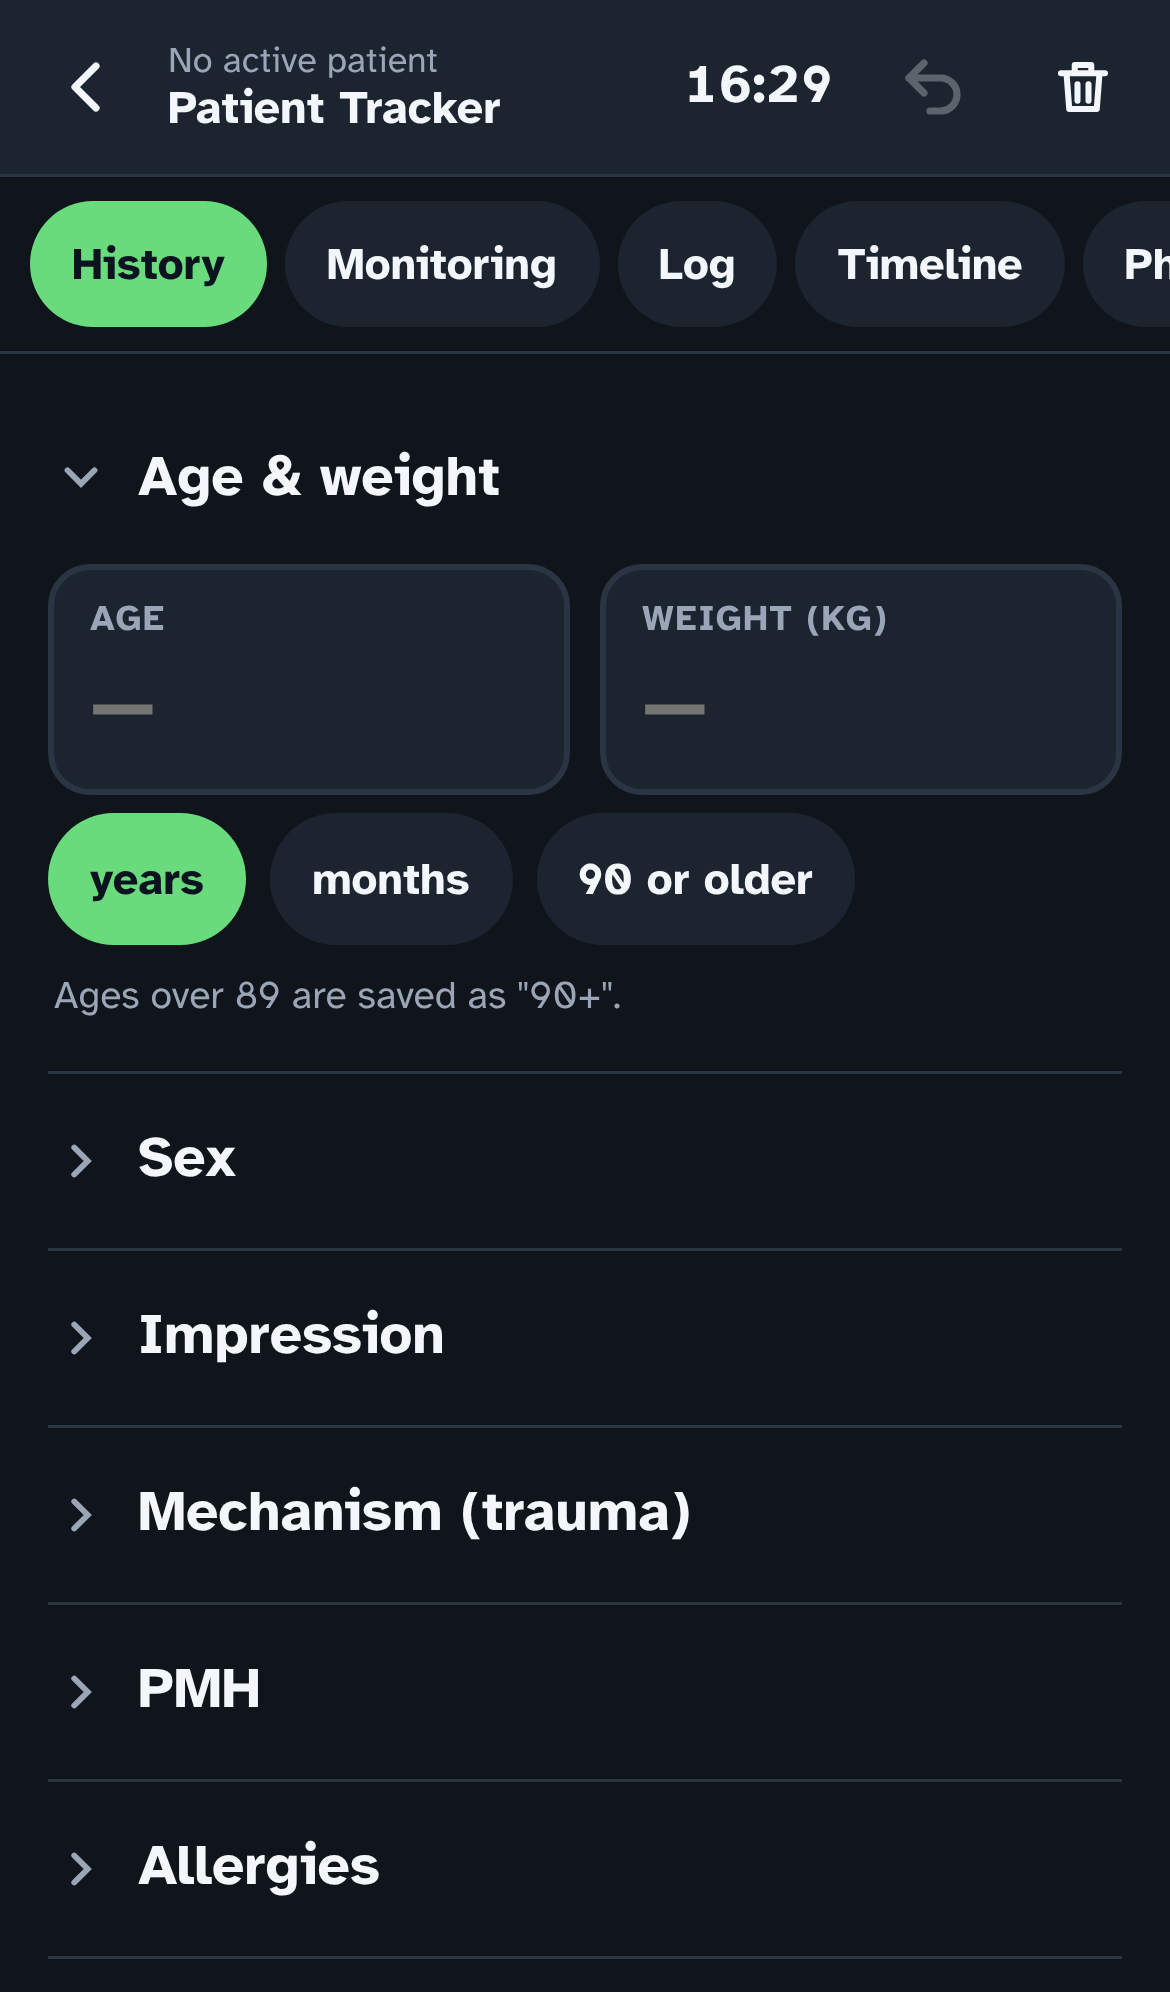 No active patient
Patient Tracker
16:29
History
Monitoring
Log
Timeline
Age & weight
AGE
WEIGHT (KG)
—
—
years
months
90 or older
Ages over 89 are saved as "90+".
Sex
Impression
Mechanism (trauma)
PMH
Allergies